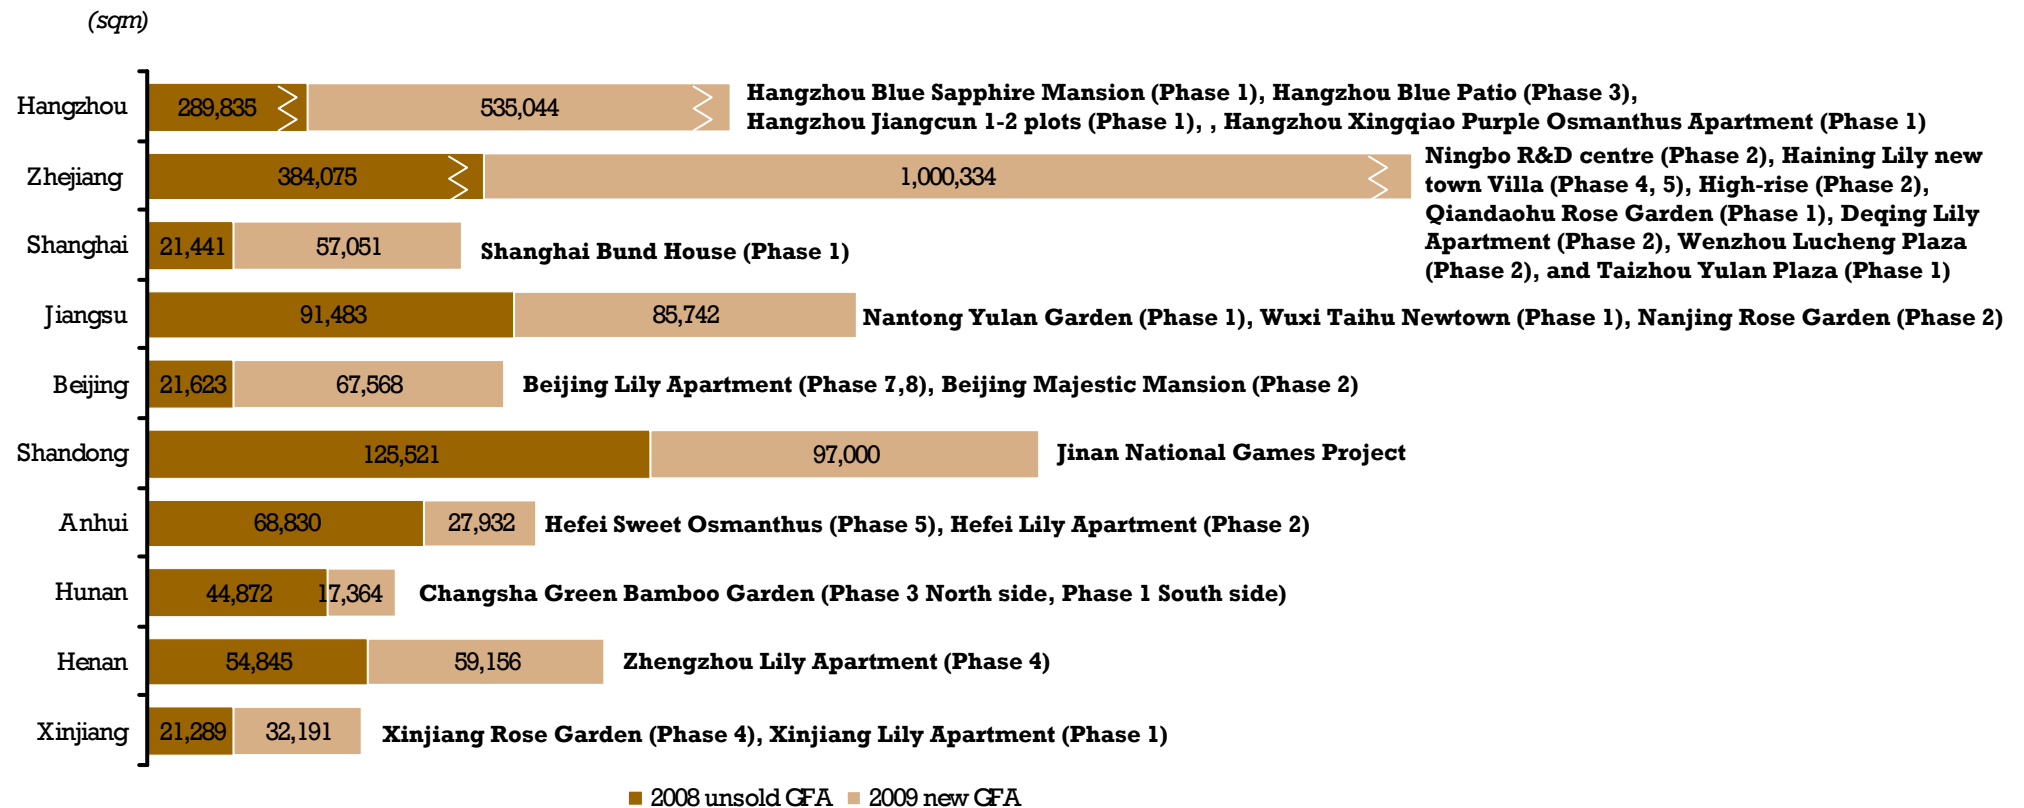 (sqm)
Hangzhou 289,835 535,044 Hangzhou Blue Sapphire Mansion (Phase 1), Hangzhou Blue Patio (Phase 3),
Hangzhou Jiangcun 1-2 plots (Phase 1), , Hangzhou Xingqiao Purple Osmanthus Apartment (Phase 1)
Zhejiang 384,075 1,000,334 Ningbo R&D centre (Phase 2), Haining Lily new
town Villa (Phase 4, 5), High-rise (Phase 2),
Qiandaohu Rose Garden (Phase 1), Deqing Lily
Apartment (Phase 2), Wenzhou Lucheng Plaza
(Phase 2), and Taizhou Yulan Plaza (Phase 1)
Shanghai 21,441 57,051 Shanghai Bund House (Phase 1)
Jiangsu 91,483 85,742 Nantong Yulan Garden (Phase 1), Wuxi Taihu Newtown (Phase 1), Nanjing Rose Garden (Phase 2)
Beijing 21,623 67,568 Beijing Lily Apartment (Phase 7,8), Beijing Majestic Mansion (Phase 2)
Shandong 125,521 97,000 Jinan National Games Project
Anhui 68,830 27,932 Hefei Sweet Osmanthus (Phase 5), Hefei Lily Apartment (Phase 2)
Hunan 44,872 17,364 Changsha Green Bamboo Garden (Phase 3 North side, Phase 1 South side)
Henan 54,845 59,156 Zhengzhou Lily Apartment (Phase 4)
Xinjiang 21,289 32,191 Xinjiang Rose Garden (Phase 4), Xinjiang Lily Apartment (Phase 1)
2008 unsold GFA 2009 new GFA